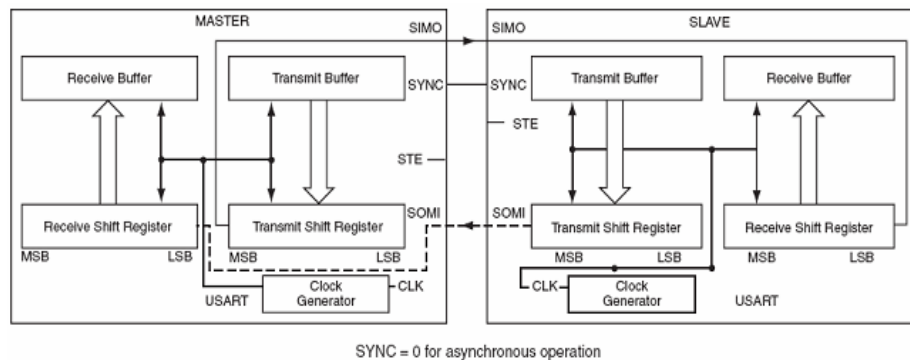 MASTER
SIMO
SIMO
SLAVE
Receive Buffer
Transmit Buffer
SYNC
SYNC
Transmit Buffer
Receive Buffer
STE
STE
SOMI
SOMI
Receive Shift Register
Transmit Shift Register
Transmit Shift Register
Receive Shift Register
MSB
LSB
MSB
LSB
MSB
LSB
MSB
LSB
USART
Clock
Generator
CLK
CLK
Clock
Generator
USART
SYNC = 0 for asynchronous operation